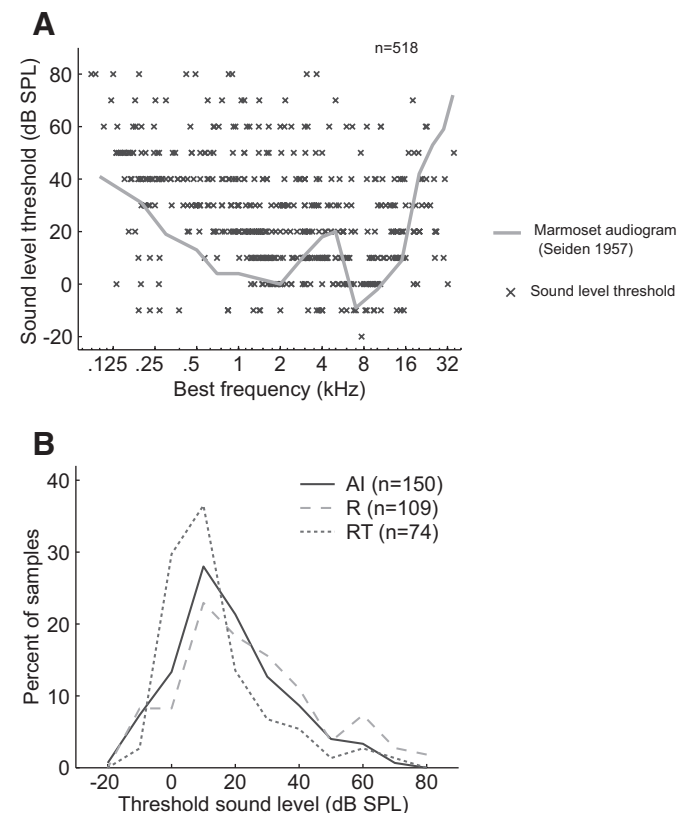 A
n=518
Sound level threshold (dB SPL)
80
60
40
20
0
-20
.125 .25 .5 1 2 4 8 16 32
Best frequency (kHz)
Marmoset audiogram
(Seiden 1957)
Sound level threshold
B
Percent of samples
40
30
20
10
0
AI (n=150)
R (n=109)
RT (n=74)
-20 0 20 40 60 80
Threshold sound level (dB SPL)